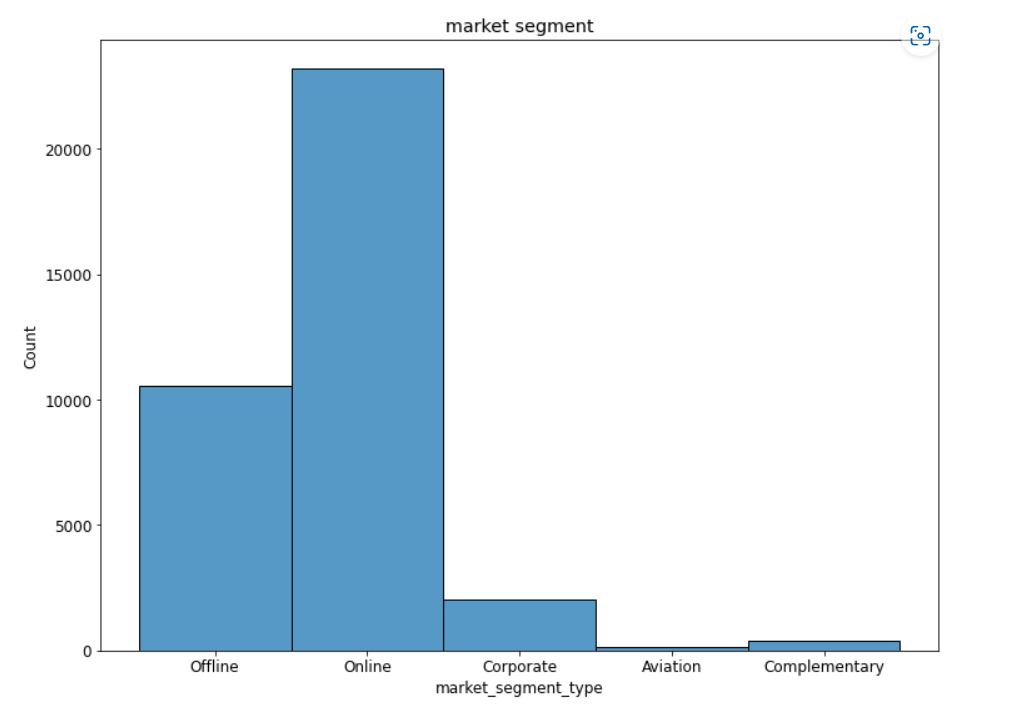 market segment
20000
15000
10000
5000
0
Count
Offline Online Corporate Aviation Complementary
market_segment_type